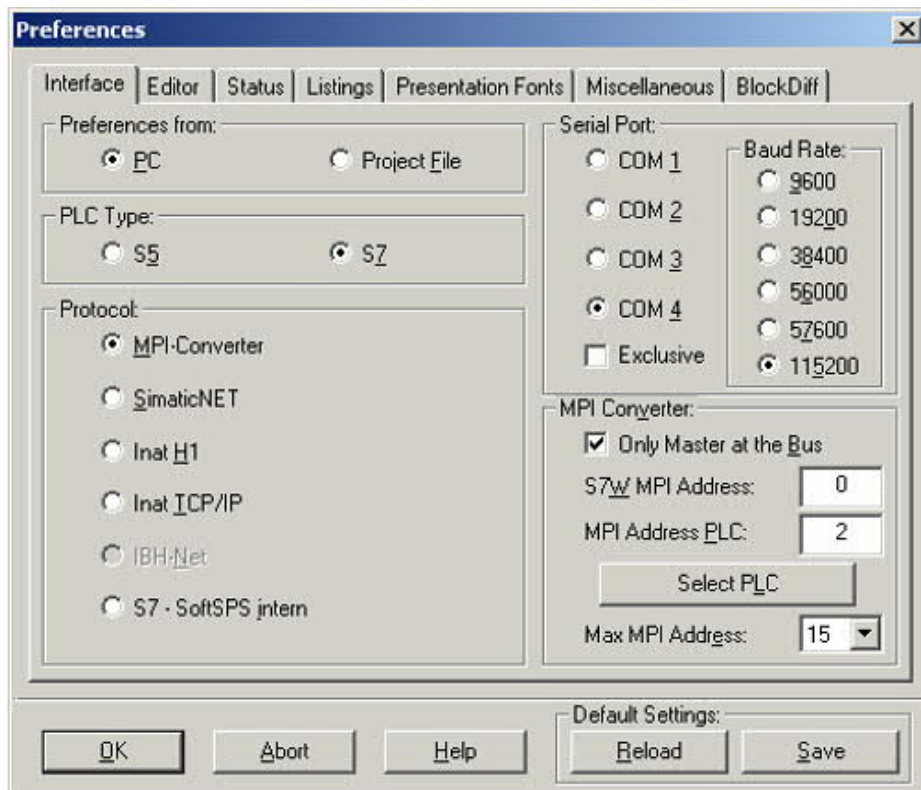 Preferences
Interface Editor Status Listings Presentation Fonts Miscellaneous BlockDiff
Preferences from:
PC Project File
PLC Type:
S5 S7
Protocol:
MPI-Converter
SimaticNET
Inat H1
Inat TCP/IP
IBH-Net
S7 - SoftSPS intern
Serial Port:
COM 1
COM 2
COM 3
COM 4
Exclusive
Baud Rate:
9600
19200
38400
56000
57600
115200
MPI Converter:
Only Master at the Bus
S7W MPI Address: 0
MPI Address PLC: 2
Select PLC
Max MPI Address: 15
OK Abort Help
Default Settings:
Reload Save